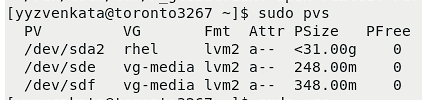 [yyzvenkata@toronto3267 ~]$ sudo pvs
  PV         VG       Fmt  Attr PSize   PFree
  /dev/sda2  rhel     lvm2 a--  <31.00g    0
  /dev/sde   vg-media lvm2 a--  248.00m    0
  /dev/sdf   vg-media lvm2 a--  348.00m    0